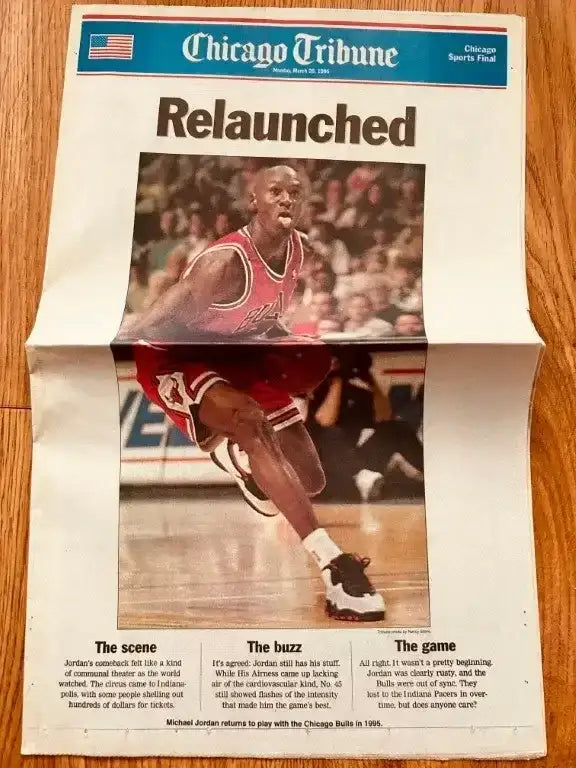 Chicago Tribune
Chicago
Sports Final
Monday, March 20, 1995
Relaunched
BULLS
Tribune photo by Nancy Stone
The scene
Jordan's comeback felt like a kind
of communal theater as the world
watched. The circus came to Indiana-
polis, with some people shelling out
hundreds of dollars for tickets.
The buzz
It's agreed: Jordan still has his stuff.
While His Airness came up lacking
air of the cardiovascular kind, No. 45
still showed flashes of the intensity
that made him the game's best.
The game
All right. It wasn't a pretty beginning.
Jordan was clearly rusty, and the
Bulls were out of sync. They
lost to the Indiana Pacers in over-
time, but does anyone care?
Michael Jordan returns to play with the Chicago Bulls in 1995.